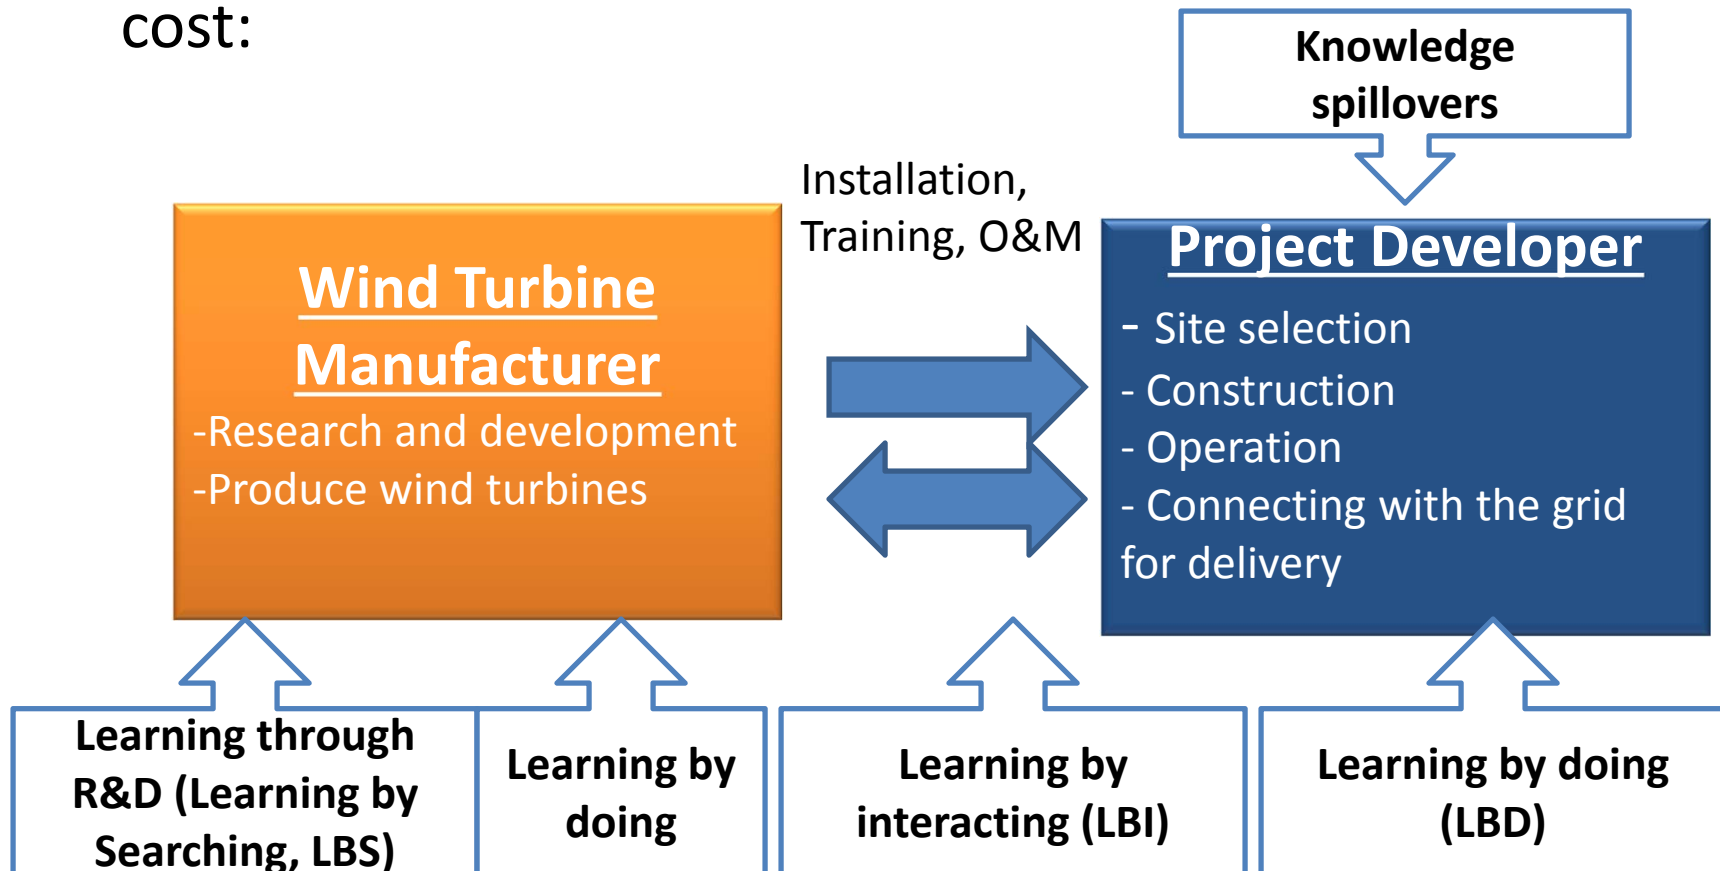 cost:
Knowledge
spillovers
Installation,
Training, O&M
Wind Turbine
Manufacturer
-Research and development
-Produce wind turbines
Project Developer
- Site selection
- Construction
- Operation
- Connecting with the grid
for delivery
Learning through
R&D (Learning by
Searching, LBS)
Learning by
doing
Learning by
interacting (LBI)
Learning by doing
(LBD)